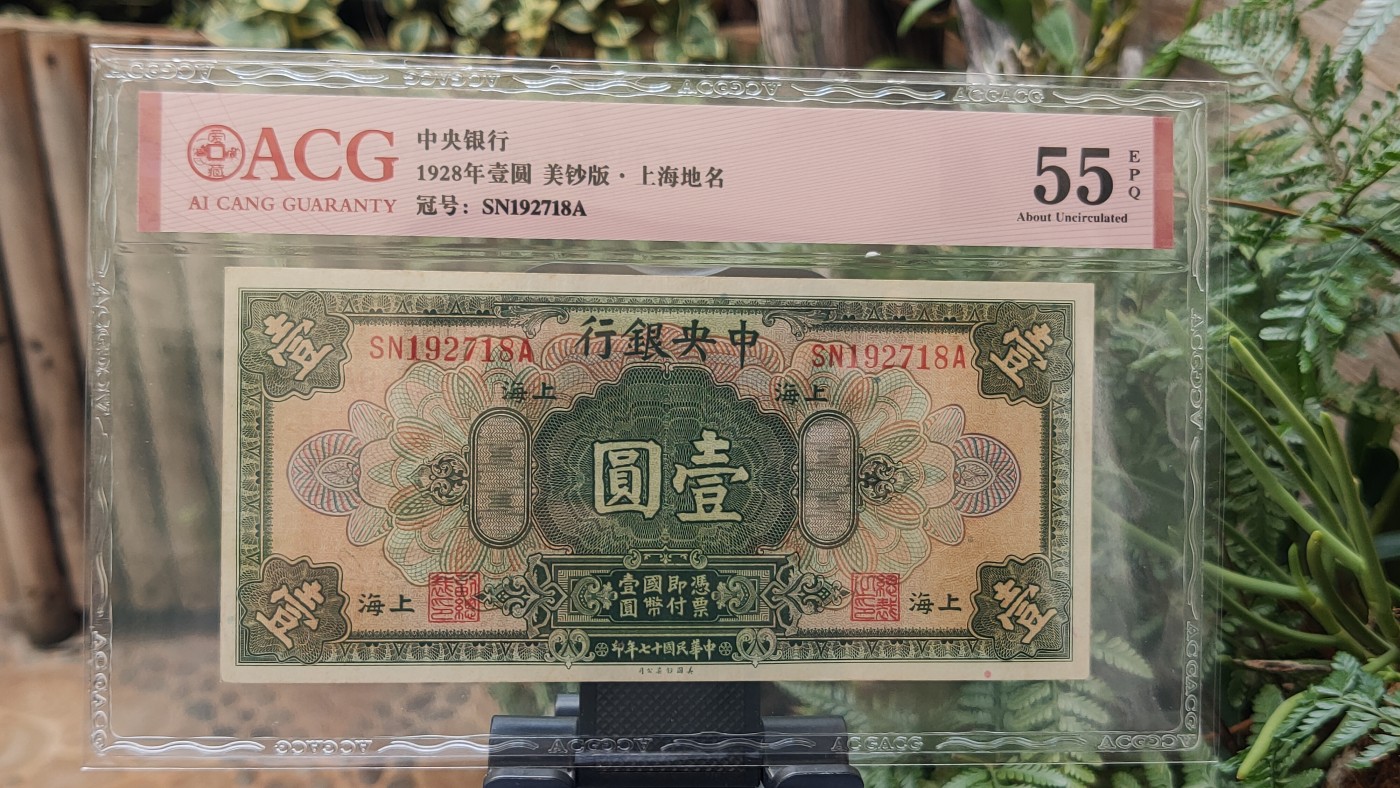 ACG
AI CANG GUARANTY
中央银行
1928年壹圆 美钞版·上海地名
冠号：SN192718A
55
EPQ
About Uncirculated
行銀央中
SN192718A
SN192718A
海上
海上
壹
壹
圓壹
壹國即憑
圓幣付票
海上
海上
壹
壹
印年七十國民華中